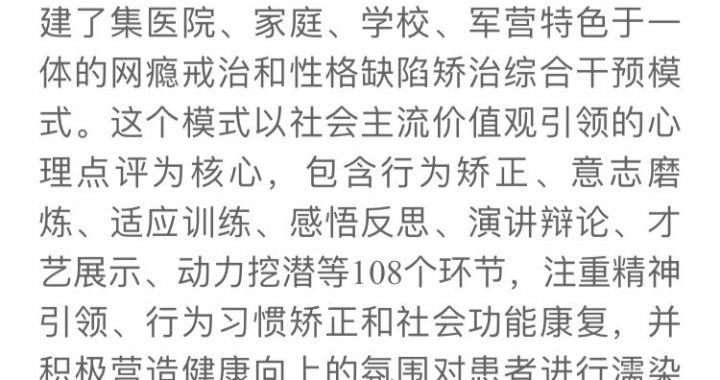 建了集医院、家庭、学校、军营特色于一
体的网瘾戒治和性格缺陷矫治综合干预模
式。这个模式以社会主流价值观引领的心
理点评为核心，包含行为矫正、意志磨
炼、适应训练、感悟反思、演讲辩论、才
艺展示、动力挖潜等108个环节，注重精神
引领、行为习惯矫正和社会功能康复，并
积极营造健康向上的氛围对患者进行濡染